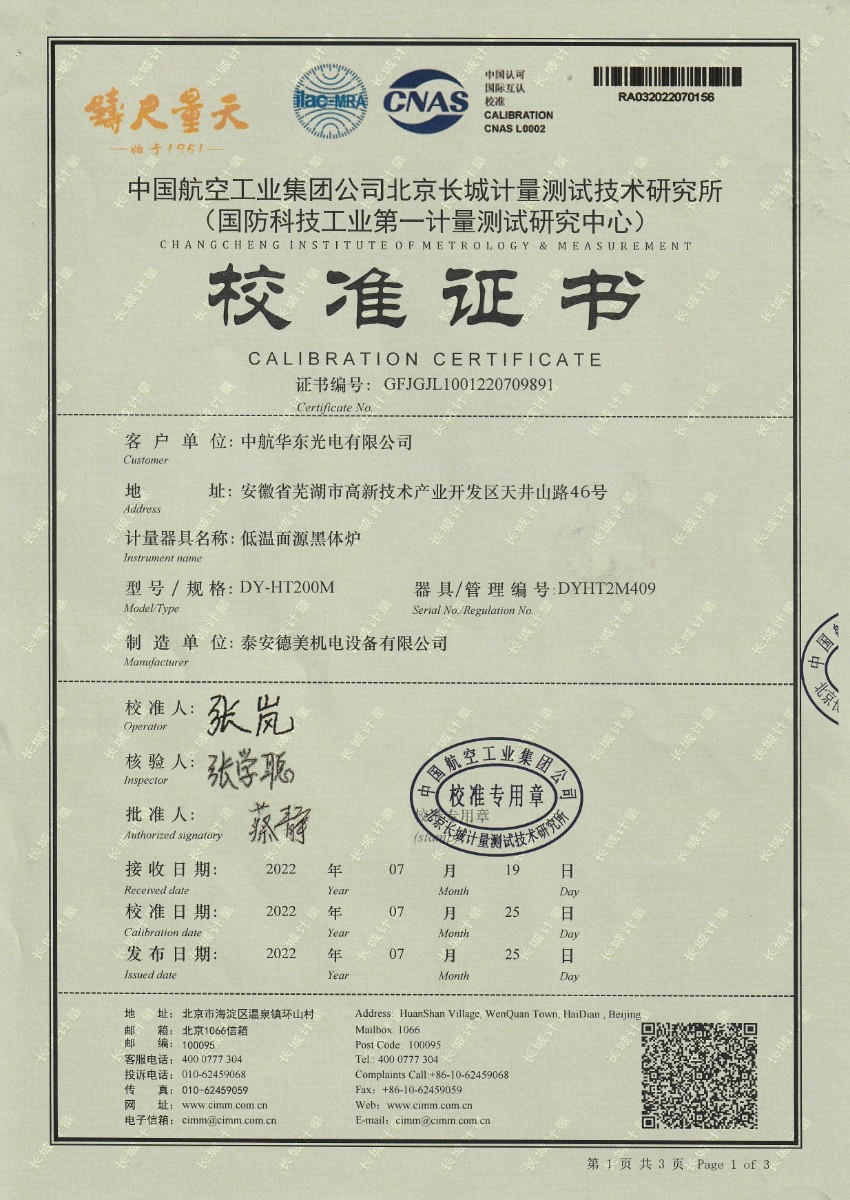 鑄尺量天
始于1951
ilac-MRA
CNAS
中国认可
国际互认
校准
CALIBRATION
CNAS L0002
RA032022070156
中国航空工业集团公司北京长城计量测试技术研究所
（国防科技工业第一计量测试研究中心）
CHANGCHENG INSTITUTE OF METROLOGY & MEASUREMENT
校准证书
CALIBRATION CERTIFICATE
证书编号： GFJGJL1001220709891
Certificate No.
客户单位：中航华东光电有限公司
Customer
地址：安徽省芜湖市高新技术产业开发区天井山路46号
Address
计量器具名称：低温面源黑体炉
Instrument name
型号/规格：DY-HT200M 器具/管理编号:DYHT2M409
Model/Type Serial No./Regulation No.
制造单位：泰安德美机电设备有限公司
Manufacturer
校准人：张岚
Operator
核验人：张学聪
Inspector
批准人：蔡静
Authorized signatory
中国航空工业集团公司
校准专用章
北京长城计量测试技术研究所
接收日期： 2022 年 07 月 19 日
Received date Year Month Day
校准日期： 2022 年 07 月 25 日
Calibration date Year Month Day
发布日期： 2022 年 07 月 25 日
Issued date Year Month Day
地址：北京市海淀区温泉镇环山村 Address: HuanShan Village, WenQuan Town, HaiDian , Beijing
邮箱：北京1066信箱 Mailbox: 1066
邮编：100095 Post Code: 100095
客服电话：400 0777 304 Tel.: 400 0777 304
投诉电话：010-62459068 Complaints Call:+86-10-62459068
传真：010-62459059 Fax：+86-10-62459059
网址：www.cimm.com.cn Web：www.cimm.com.cn
电子信箱：cimm@cimm.com.cn E-mail：cimm@cimm.com.cn
第 1 页 共 3 页 Page 1 of 3